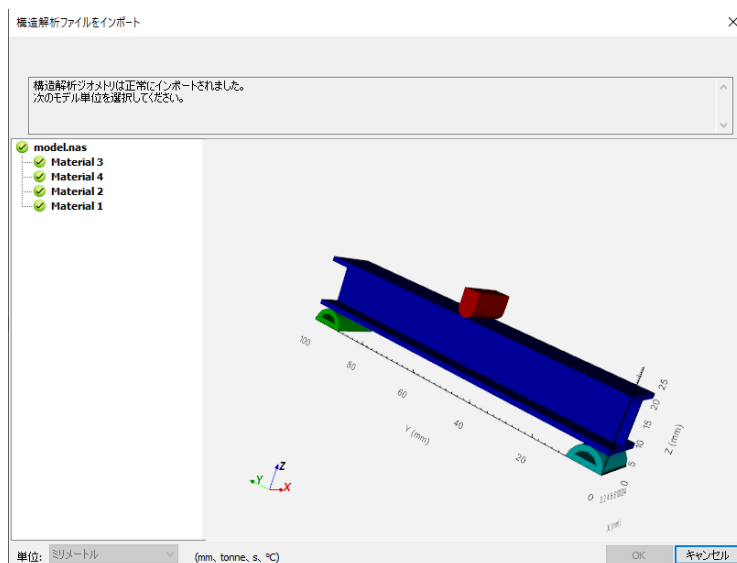 構造解析ファイルをインポート
構造解析ジオメトリは正常にインポートされました。
次のモデル単位を選択してください。
model.nas
Material 3
Material 4
Material 2
Material 1
100
80
60
40
20
0
Y (mm)
25
20
15
10
5
0
Z (mm)
Z
Y
X
単位:
ミリメートル
(mm、tonne、s、ºC)
OK
キャンセル